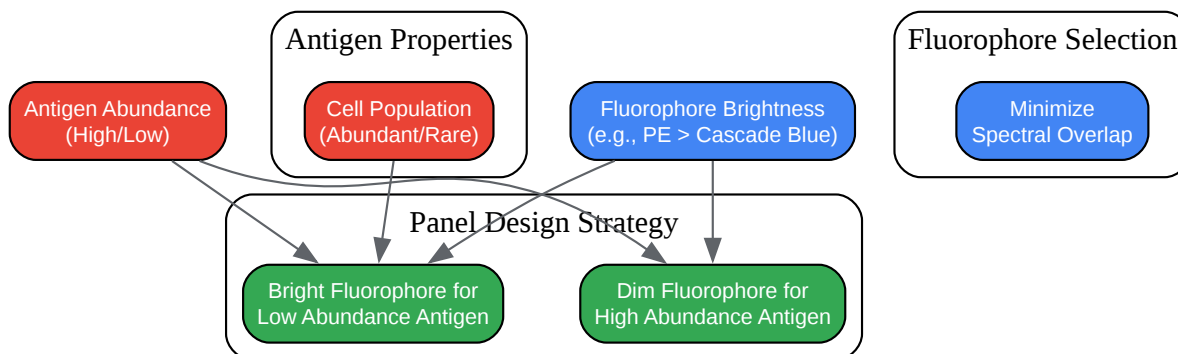 Antigen Properties
Fluorophore Selection
Antigen Abundance
(High/Low)
Cell Population
(Abundant/Rare)
Fluorophore Brightness
(e.g., PE > Cascade Blue)
Minimize
Spectral Overlap
Panel Design Strategy
Bright Fluorophore for
Low Abundance Antigen
Dim Fluorophore for
High Abundance Antigen